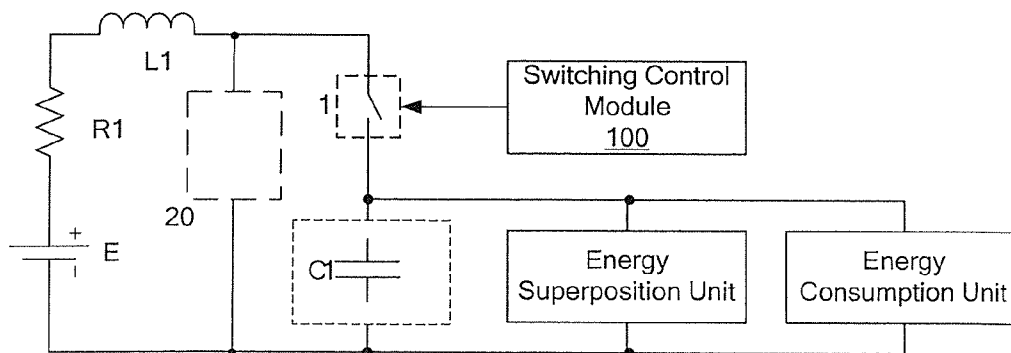 L1
R1
20
+
E
-
1
Switching Control
Module
100
C1
Energy
Superposition Unit
Energy
Consumption Unit